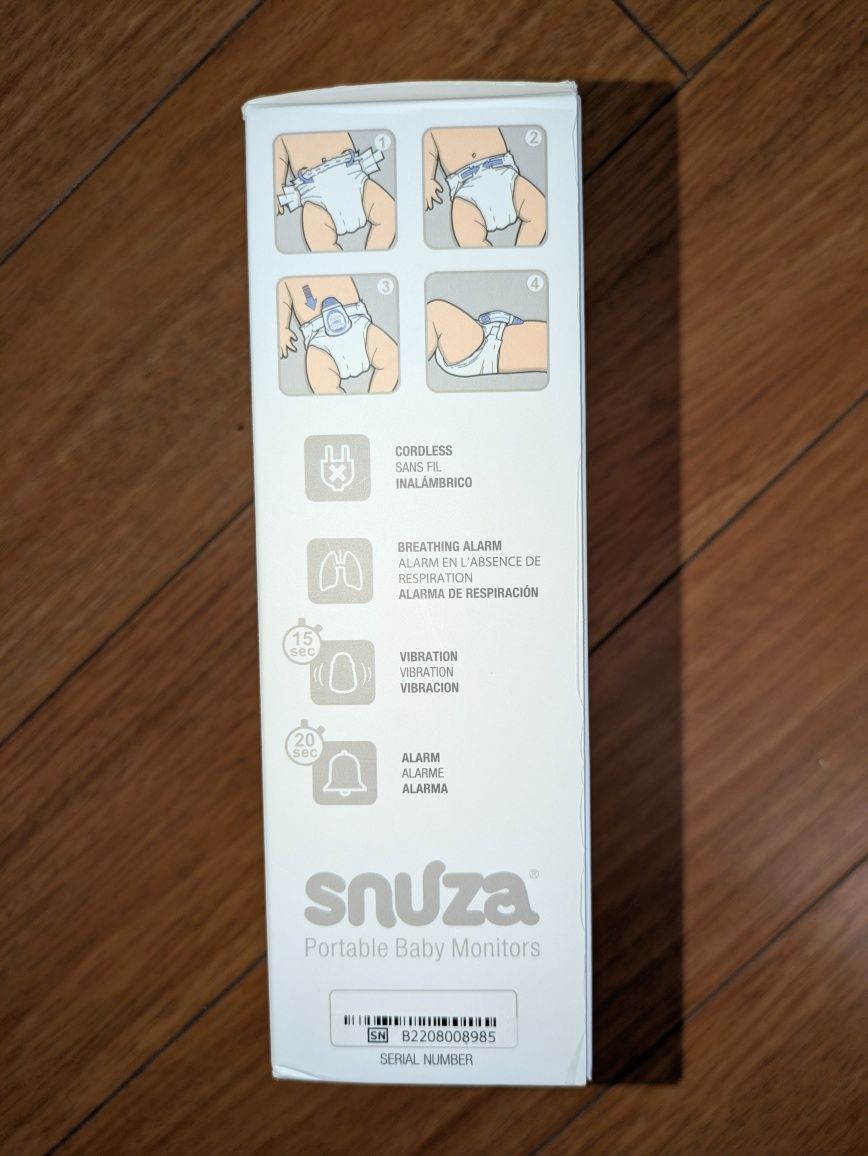 1
2
3
4
CORDLESS
SANS FIL
INALÁMBRICO
BREATHING ALARM
ALARM EN L'ABSENCE DE
RESPIRATION
ALARMA DE RESPIRACIÓN
15
sec
VIBRATION
VIBRATION
VIBRACION
20
sec
ALARM
ALARME
ALARMA
snuza®
Portable Baby Monitors
SN B2208008985
SERIAL NUMBER